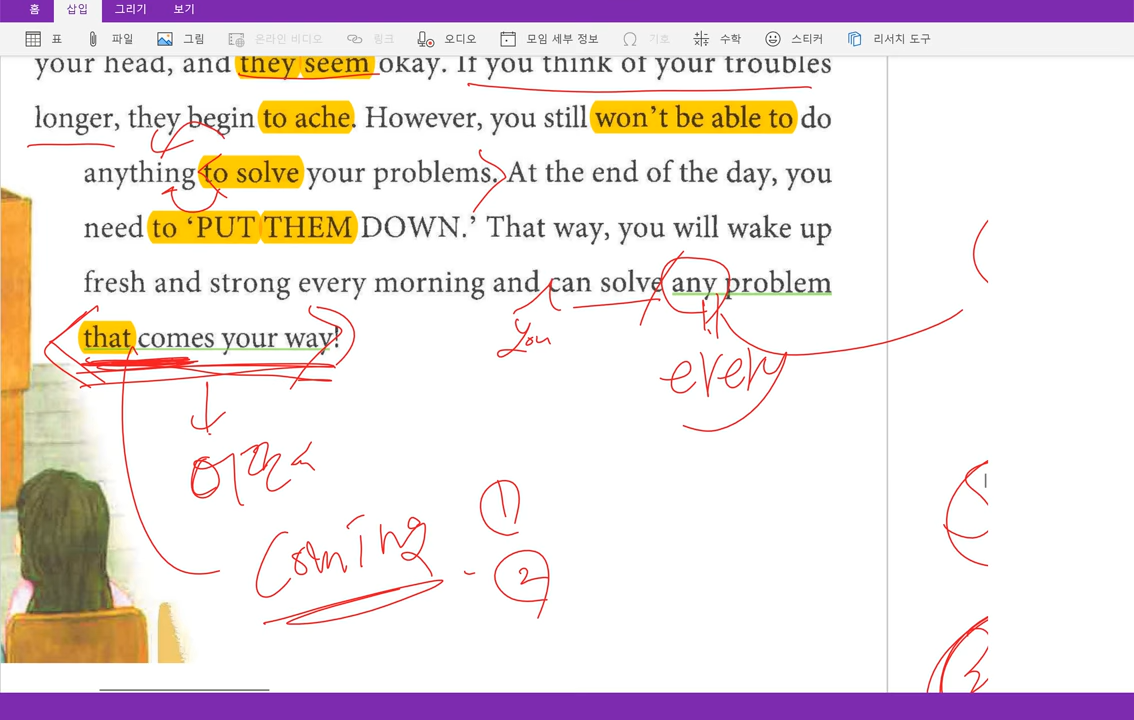 홈 삽입 그리기 보기
표 파일 그림 온라인 비디오 링크 오디오 모임 세부 정보 기호 수학 스티커 리서치 도구
your head, and they seem okay. If you think of your troubles
longer, they begin to ache. However, you still won't be able to do
anything to solve your problems. At the end of the day, you
need to ‘PUT THEM DOWN.’ That way, you will wake up
fresh and strong every morning and can solve any problem
that comes your way!
you
every
coming
①
②